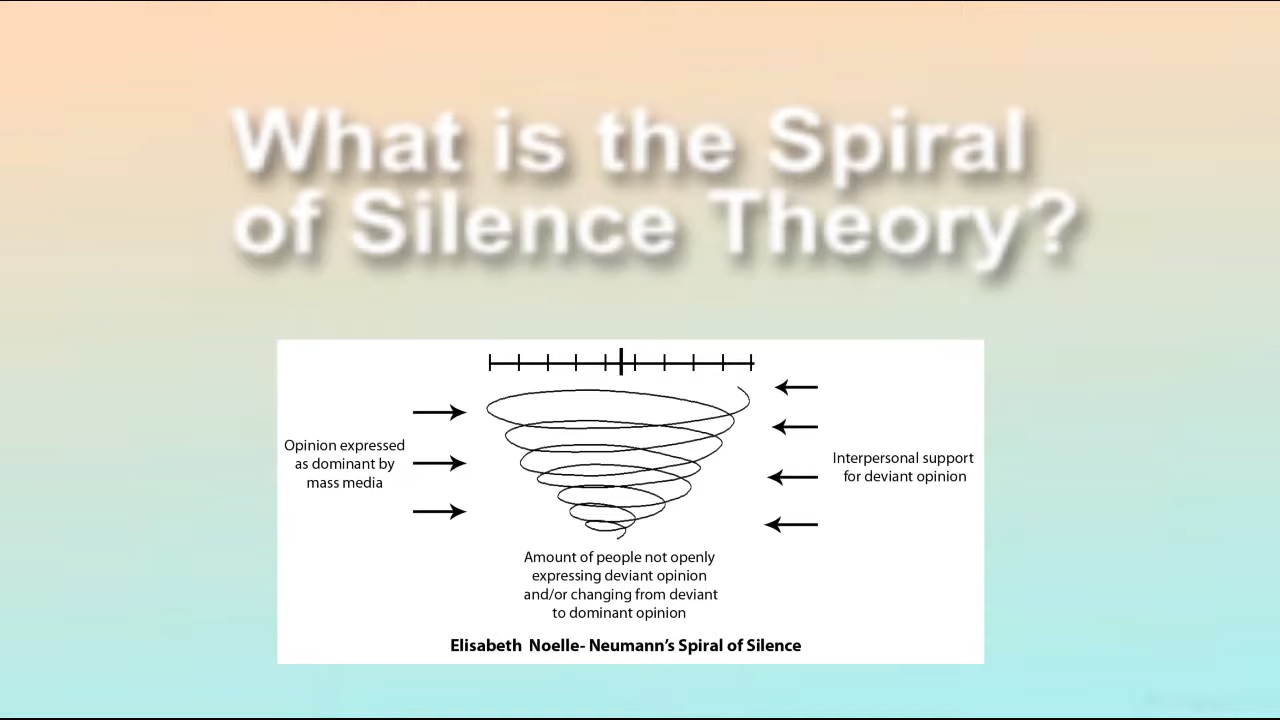 What is the Spiral
of Silence Theory?
Opinion expressed
as dominant by
mass media
Interpersonal support
for deviant opinion
Amount of people not openly
expressing deviant opinion
and/or changing from deviant
to dominant opinion
Elisabeth Noelle- Neumann's Spiral of Silence